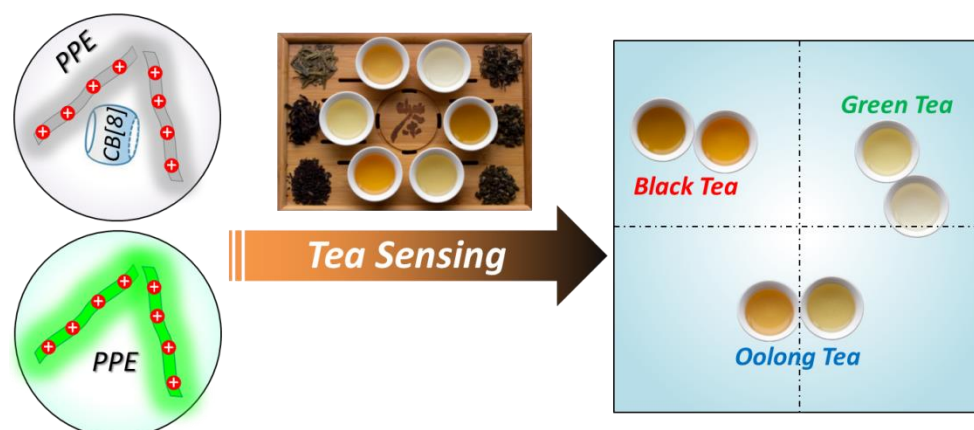 PPE
CB[8]
PPE
Tea Sensing
Black Tea
Green Tea
Oolong Tea